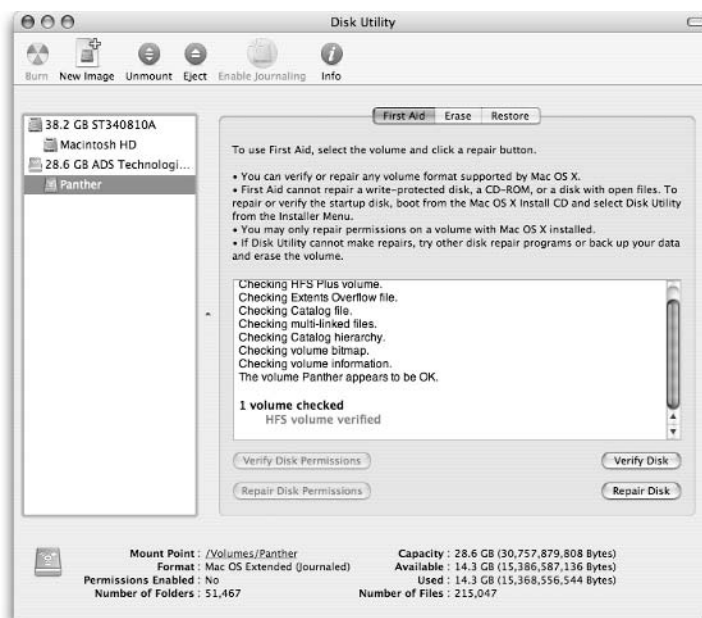 Disk Utility
Burn New Image Unmount Eject Enable Journaling Info
38.2 GB ST340810A
Macintosh HD
28.6 GB ADS Technologi...
Panther
First Aid Erase Restore
To use First Aid, select the volume and click a repair button.
• You can verify or repair any volume format supported by Mac OS X.
• First Aid cannot repair a write-protected disk, a CD-ROM, or a disk with open files. To
repair or verify the startup disk, boot from the Mac OS X Install CD and select Disk Utility
from the Installer Menu.
• You may only repair permissions on a volume with Mac OS X installed.
• If Disk Utility cannot make repairs, try other disk repair programs or back up your data
and erase the volume.
Checking HFS Plus volume.
Checking Extents Overflow file.
Checking Catalog file.
Checking multi-linked files.
Checking Catalog hierarchy.
Checking volume bitmap.
Checking volume information.
The volume Panther appears to be OK.
1 volume checked
HFS volume verified
Verify Disk Permissions Verify Disk
Repair Disk Permissions Repair Disk
Mount Point : /Volumes/Panther
Format : Mac OS Extended (Journaled)
Permissions Enabled : No
Number of Folders : 51,467
Capacity : 28.6 GB (30,757,879,808 Bytes)
Available : 14.3 GB (15,386,587,136 Bytes)
Used : 14.3 GB (15,368,556,544 Bytes)
Number of Files : 215,047